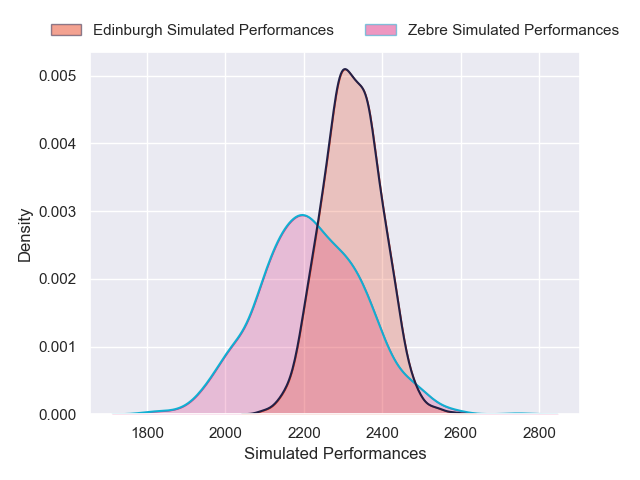 Edinburgh Simulated Performances Zebre Simulated Performances
0.005
0.004
0.003
0.002
0.001
0.000
Density
1800 2000 2200 2400 2600 2800
Simulated Performances